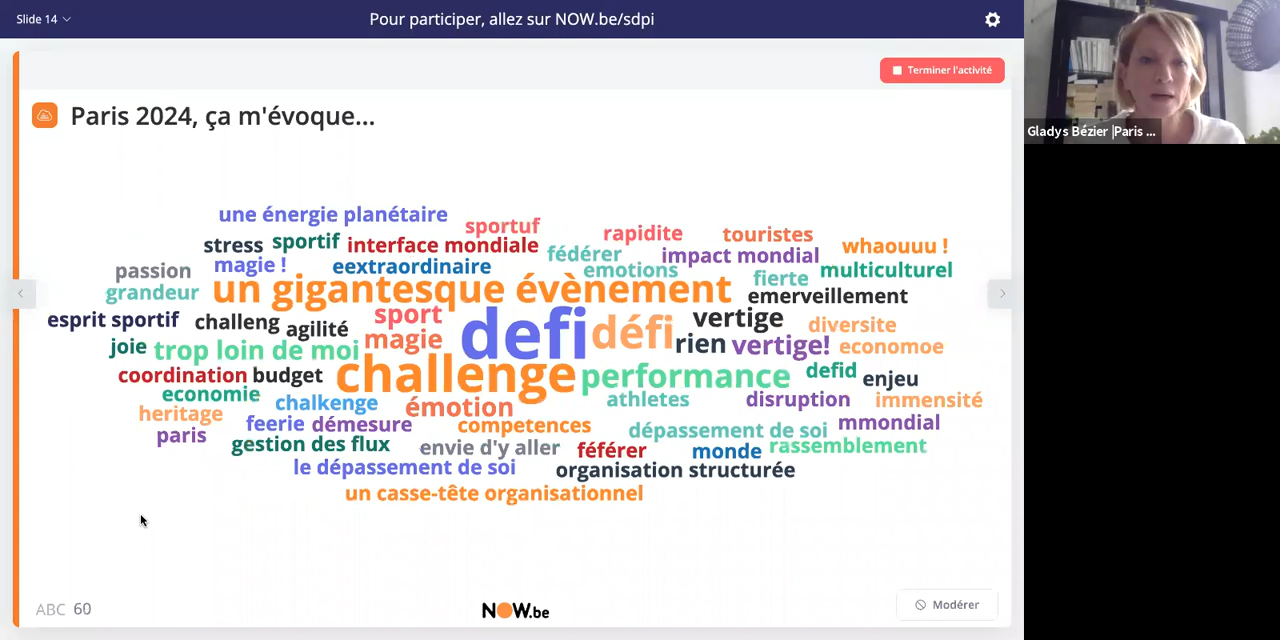 Slide 14
Pour participer, allez sur NOW.be/sdpi
Terminer l'activité
Paris 2024, ça m'évoque...
Gladys Bézier |Paris ...
une énergie planétaire
sportuf
rapidite
touristes
stress sportif interface mondiale fédérer impact mondial whaouuu !
passion magie ! eextraordinaire emotions fierte multiculturel
grandeur un gigantesque évènement emerveillement
esprit sportif challeng agilité sport defi défi vertige diversite
joie trop loin de moi magie rien vertige! economoe
coordination budget challenge performance defid enjeu
economie chalkenge émotion athletes disruption immensité
heritage feerie démesure competences dépassement de soi mmondial
paris gestion des flux envie d'y aller féférer monde rassemblement
le dépassement de soi organisation structurée
un casse-tête organisationnel
ABC 60
NOW.be
Modérer